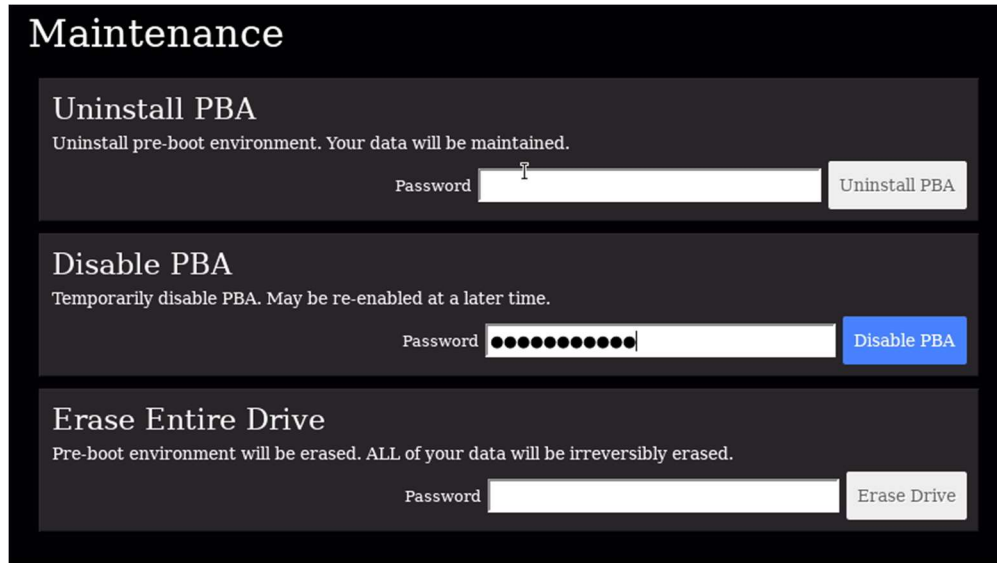 Maintenance
Uninstall PBA
Uninstall pre-boot environment. Your data will be maintained.
Password Uninstall PBA
Disable PBA
Temporarily disable PBA. May be re-enabled at a later time.
Password ●●●●●●●●●●● Disable PBA
Erase Entire Drive
Pre-boot environment will be erased. ALL of your data will be irreversibly erased.
Password Erase Drive